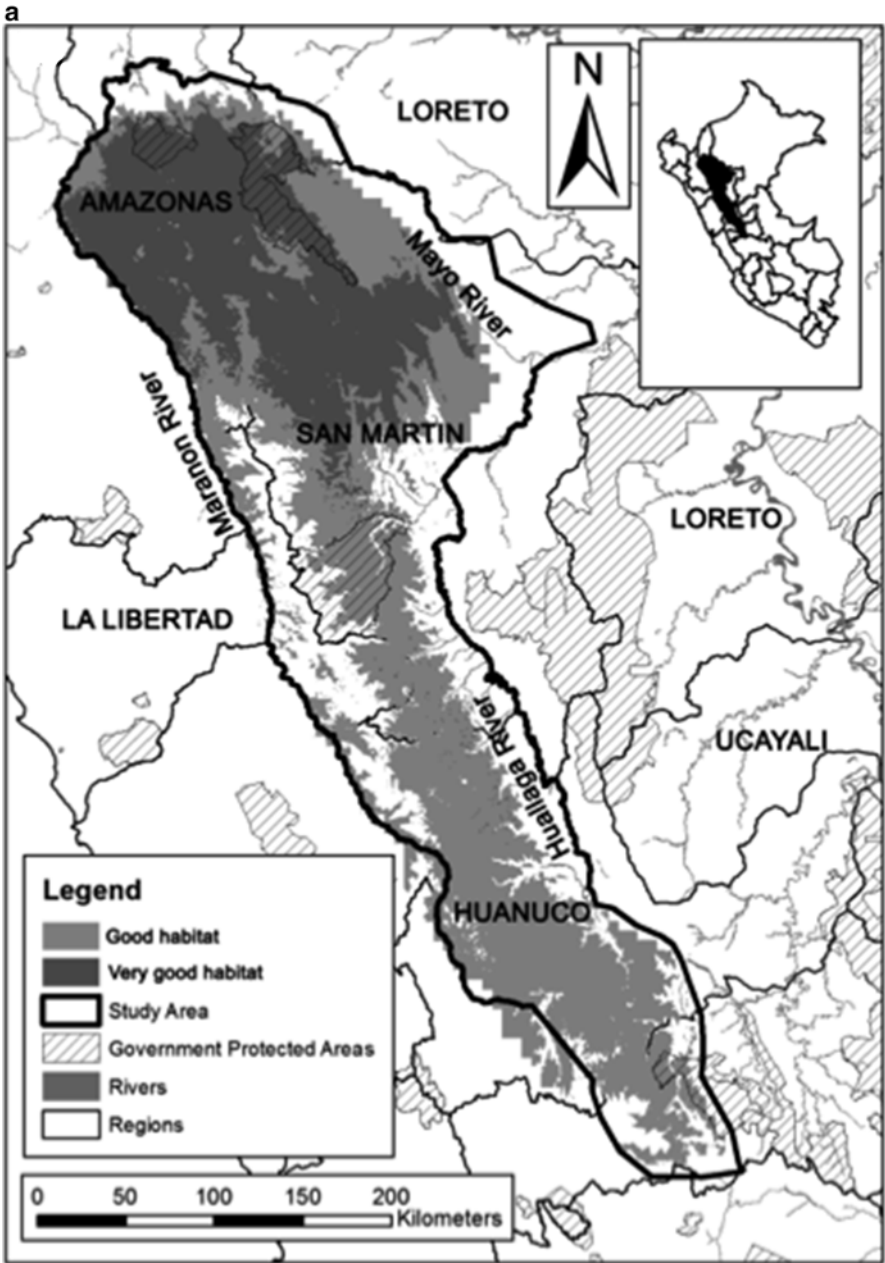 a
N
LORETO
AMAZONAS
Mayo River
Maranon River
SAN MARTIN
LORETO
LA LIBERTAD
Huallaga River
UCAYALI
HUANUCO
Legend
Good habitat
Very good habitat
Study Area
Government Protected Areas
Rivers
Regions
0 50 100 150 200
Kilometers